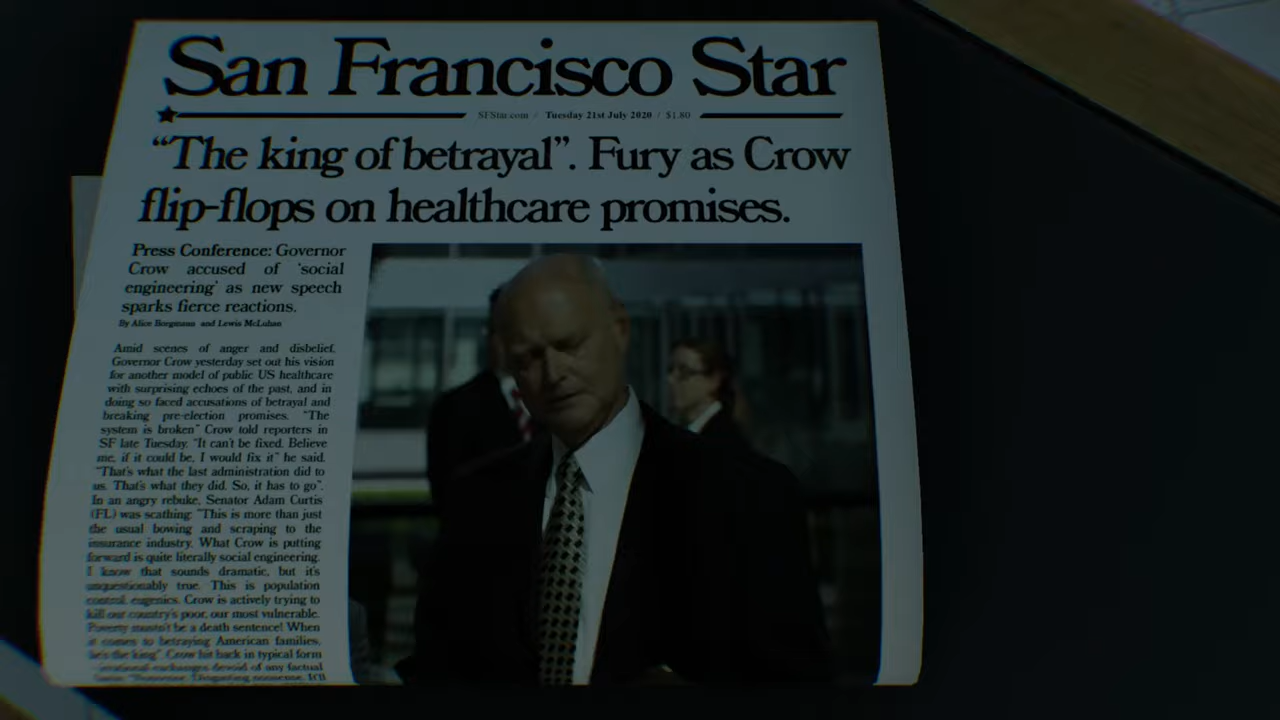 San Francisco Star
SFStar.com / Tuesday 21st July 2020 / $1.80
“The king of betrayal”. Fury as Crow
flip-flops on healthcare promises.
Press Conference: Governor
Crow accused of ‘social
engineering’ as new speech
sparks fierce reactions.
By Alice Borgmann and Lewis McLuhan
Amid scenes of anger and disbelief,
Governor Crow yesterday set out his vision
for another model of public US healthcare
with surprising echoes of the past, and in
doing so faced accusations of betrayal and
breaking pre-election promises. “The
system is broken” Crow told reporters in
SF late Tuesday. “It can’t be fixed. Believe
me, if it could be, I would fix it” he said.
“That’s what the last administration did to
us. That’s what they did. So, it has to go”.
In an angry rebuke, Senator Adam Curtis
(FL) was scathing: “This is more than just
the usual bowing and scraping to the
insurance industry. What Crow is putting
forward is quite literally social engineering.
I know that sounds dramatic, but it’s
unquestionably true. This is population
control, eugenics. Crow is actively trying to
kill our country’s poor, our most vulnerable.
Poverty mustn’t be a death sentence! When
it comes to betraying American families,
he’s the king”. Crow hit back in typical form
exchanges devoid of any factual
nonsense. I’ll